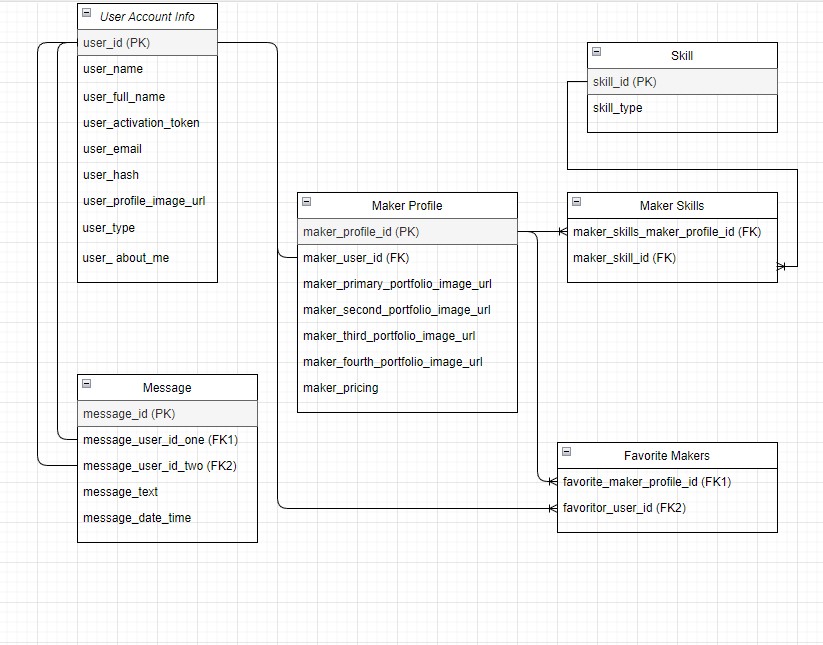 User Account Info
user_id (PK)
user_name
user_full_name
user_activation_token
user_email
user_hash
user_profile_image_url
user_type
user_ about_me
Skill
skill_id (PK)
skill_type
Maker Profile
maker_profile_id (PK)
maker_user_id (FK)
maker_primary_portfolio_image_url
maker_second_portfolio_image_url
maker_third_portfolio_image_url
maker_fourth_portfolio_image_url
maker_pricing
Maker Skills
maker_skills_maker_profile_id (FK)
maker_skill_id (FK)
Message
message_id (PK)
message_user_id_one (FK1)
message_user_id_two (FK2)
message_text
message_date_time
Favorite Makers
favorite_maker_profile_id (FK1)
favoritor_user_id (FK2)